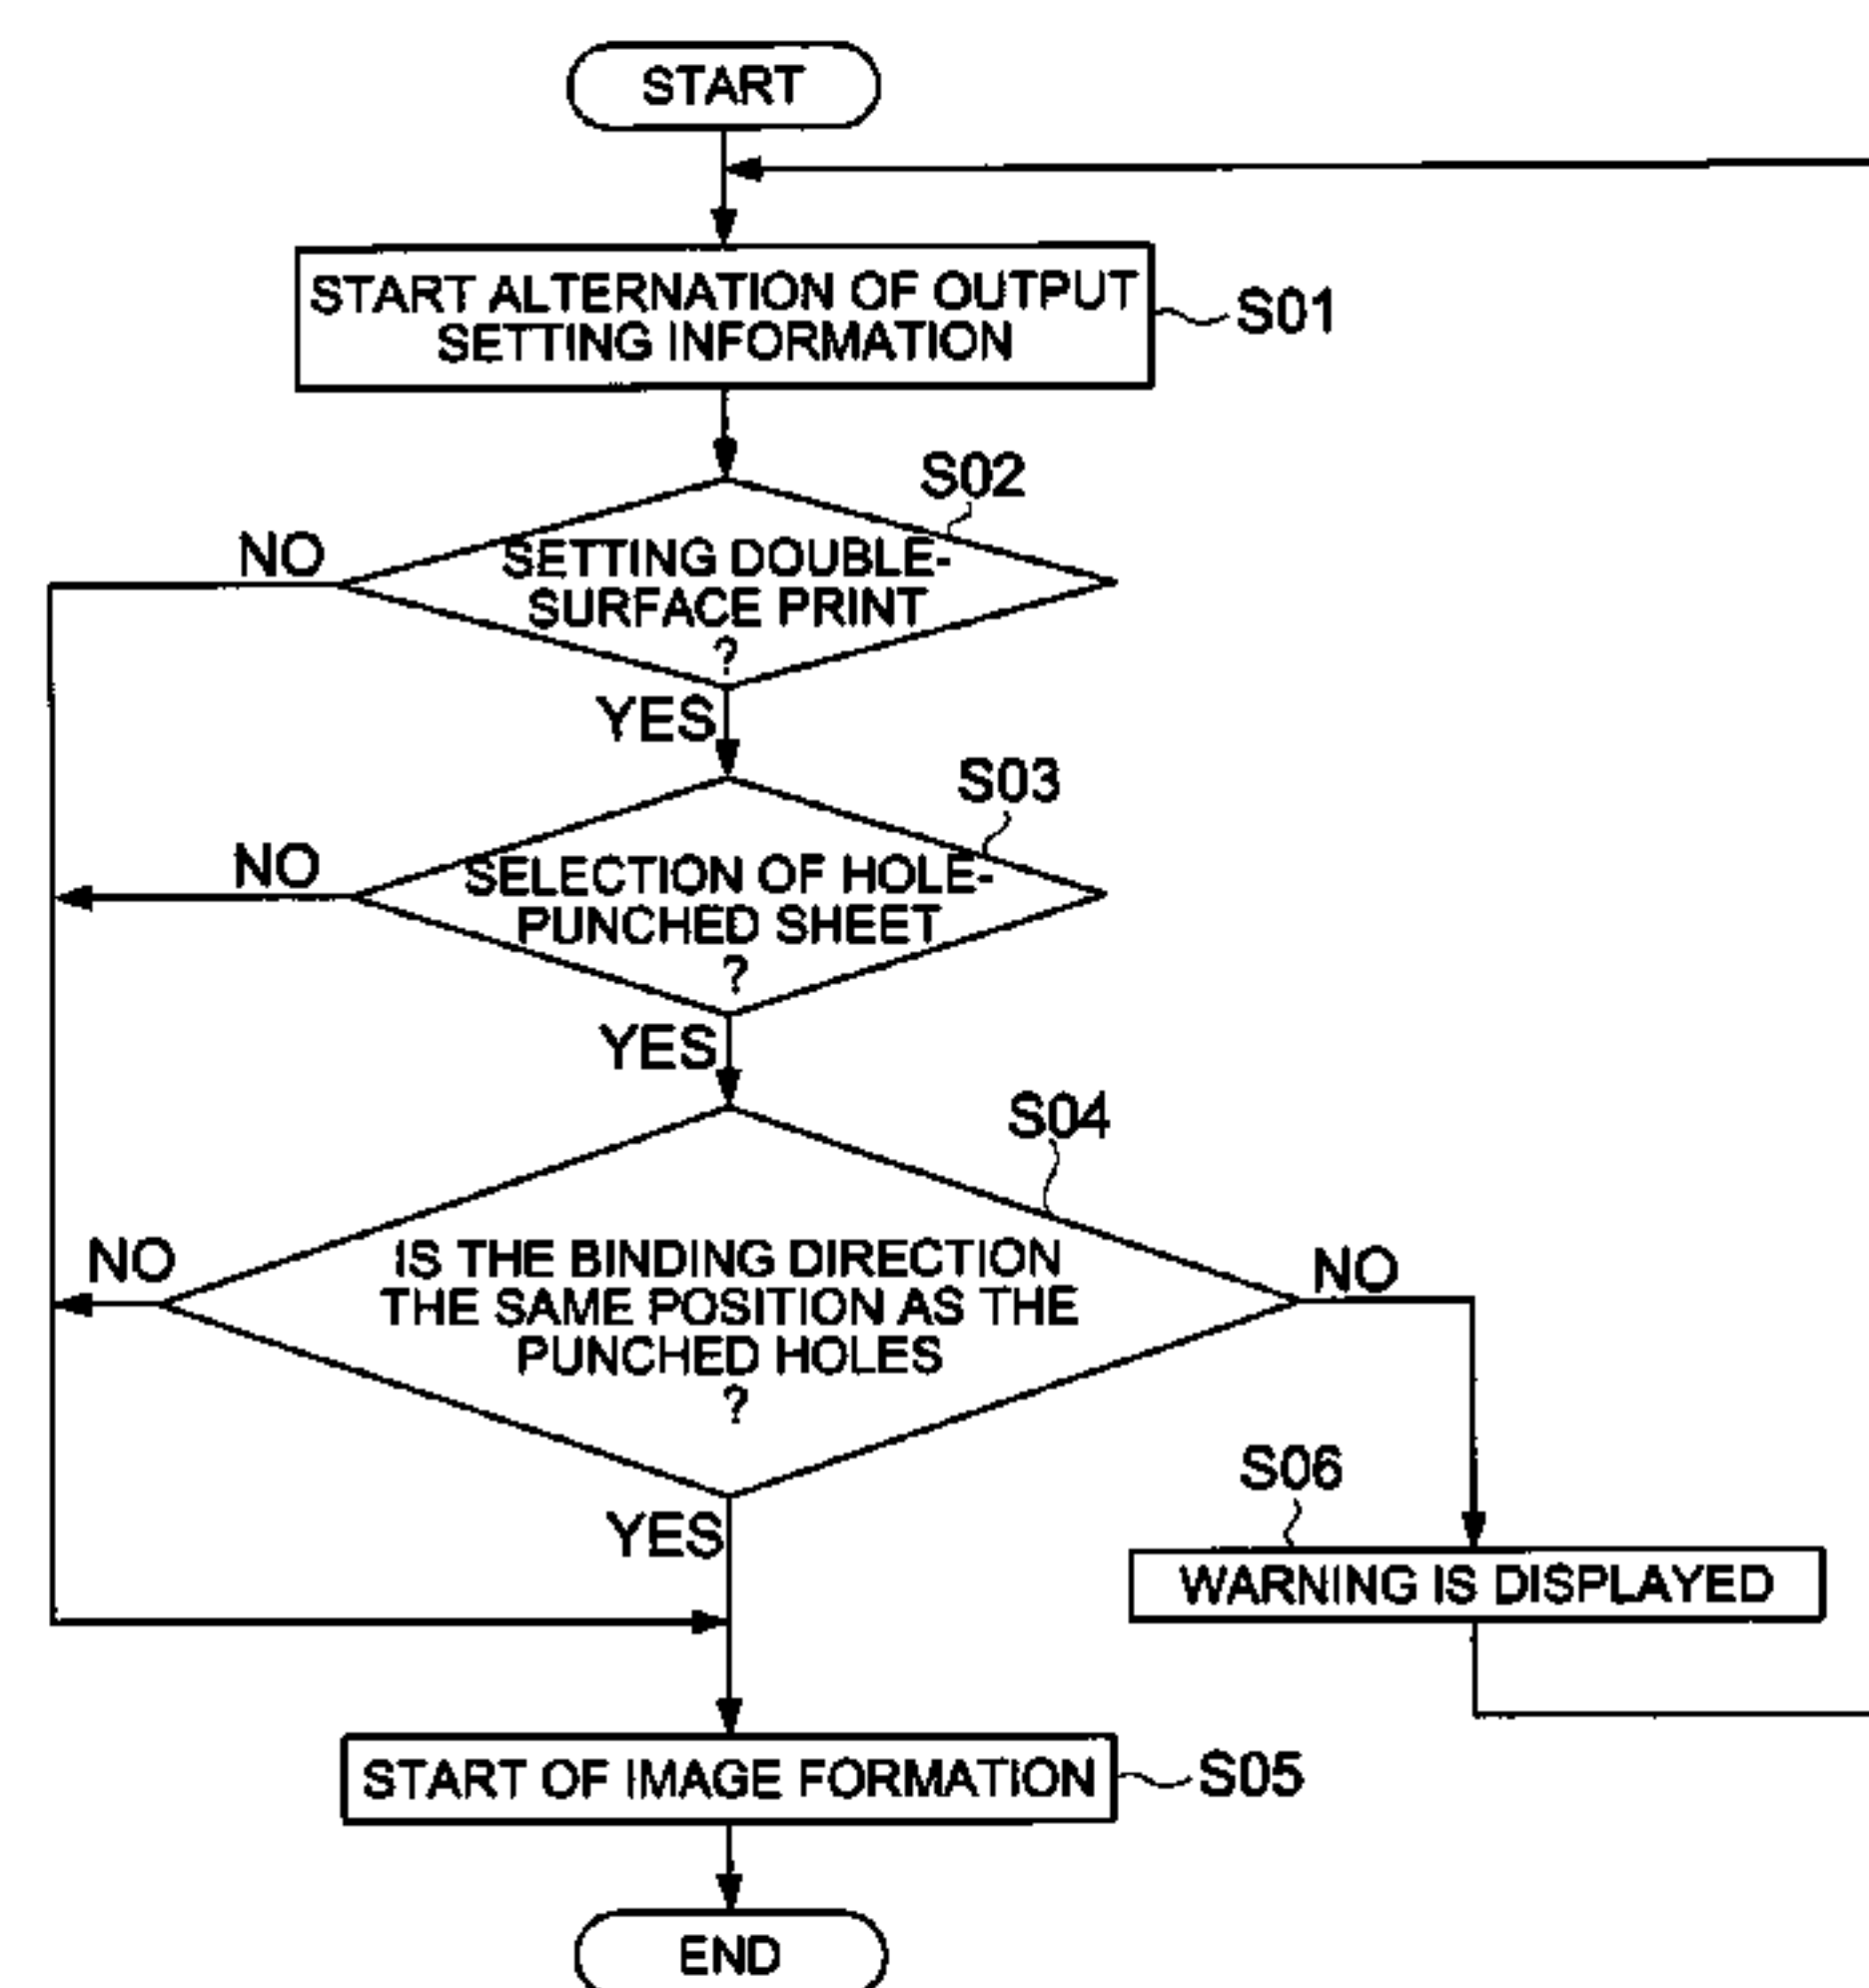 START
START ALTERNATION OF OUTPUT
SETTING INFORMATION
S01
S02
NO
SETTING DOUBLE-
SURFACE PRINT
?
YES
S03
NO
SELECTION OF HOLE-
PUNCHED SHEET
?
YES
S04
NO
IS THE BINDING DIRECTION
THE SAME POSITION AS THE
PUNCHED HOLES
?
NO
YES
S06
WARNING IS DISPLAYED
START OF IMAGE FORMATION
S05
END